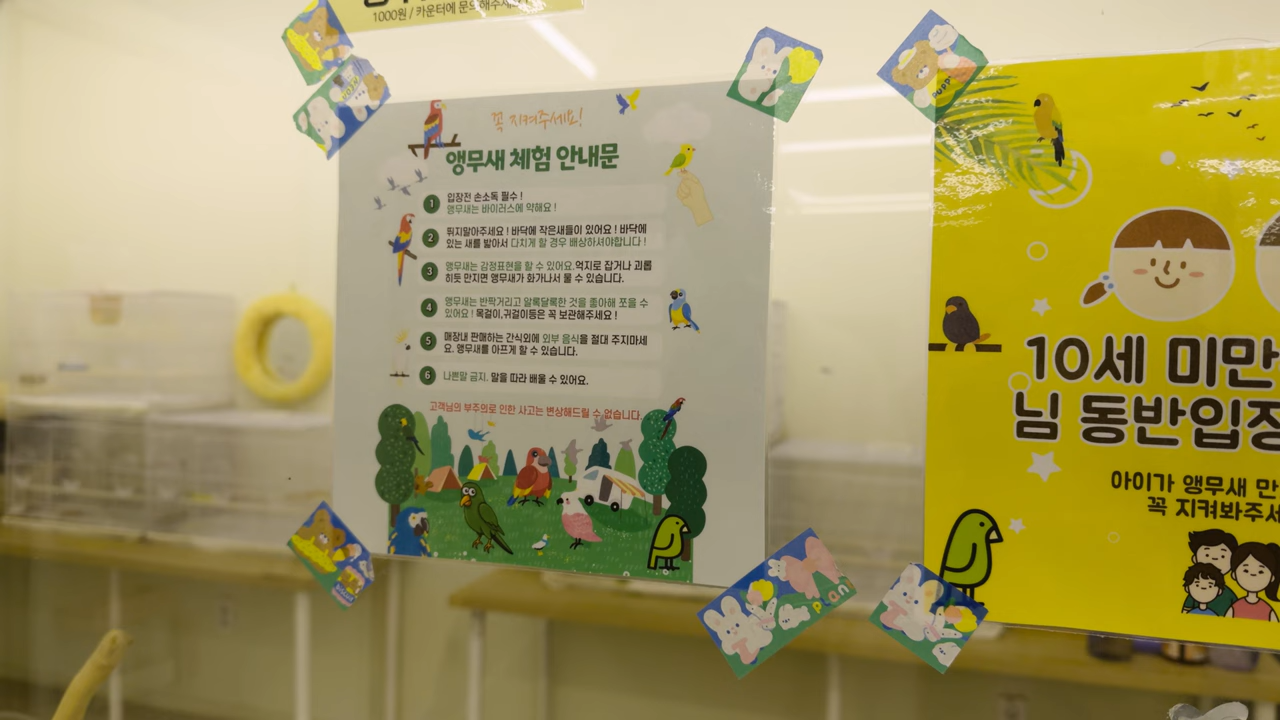 1000원 / 카운터에 문의해주세요
꼭 지켜주세요!
앵무새 체험 안내문
1 입장전 손소독 필수 !
앵무새는 바이러스에 약해요 !
2 뛰지말아주세요 ! 바닥에 작은새들이 있어요 ! 바닥에
있는 새를 밟아서 다치게 할 경우 배상하셔야합니다 !
3 앵무새는 감정표현을 할 수 있어요.억지로 잡거나 괴롭
히듯 만지면 앵무새가 화가나서 물 수 있습니다.
4 앵무새는 반짝거리고 알록달록한 것을 좋아해 쪼을 수
있어요 ! 목걸이,귀걸이등은 꼭 보관해주세요 !
5 매장내 판매하는 간식외에 외부 음식을 절대 주지마세
요. 앵무새를 아프게 할 수 있습니다.
6 나쁜말 금지. 말을 따라 배울 수 있어요.
고객님의 부주의로 인한 사고는 변상해드릴 수 없습니다.
10세 미만
님 동반입장
아이가 앵무새 만
꼭 지켜봐주세
PUPPY
plan